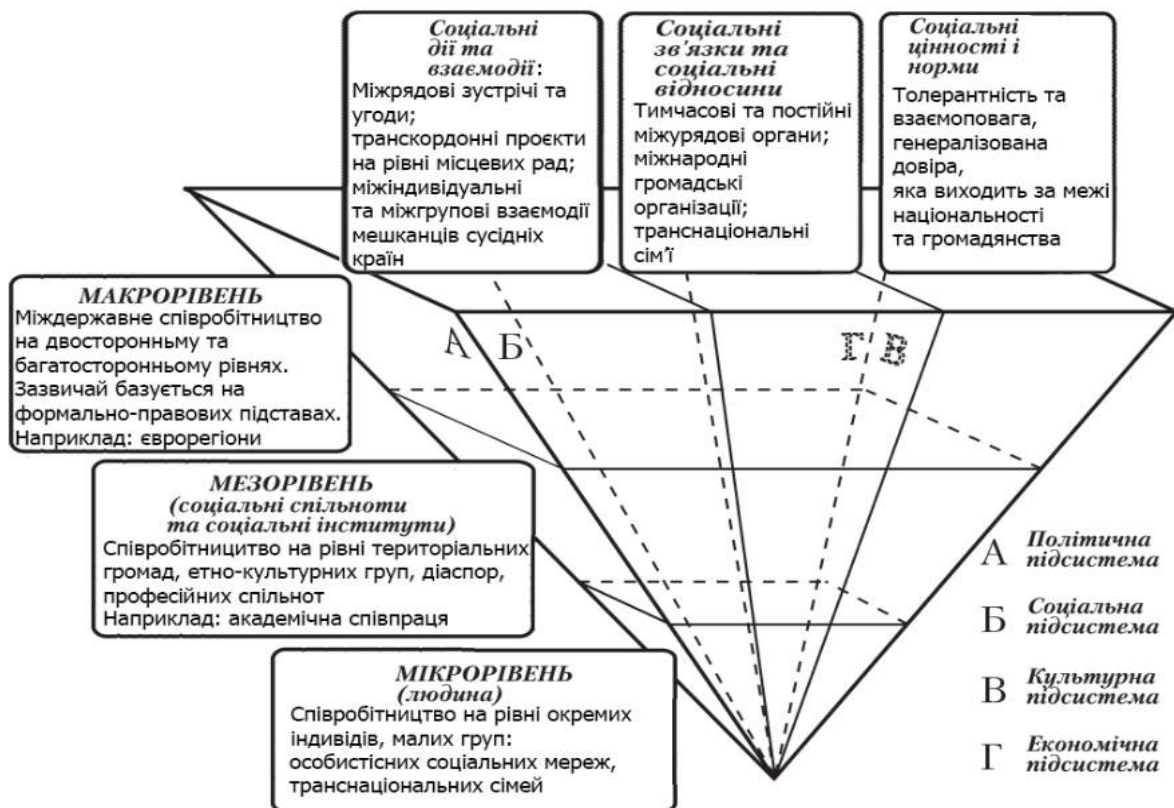 Соціальні
дії та
взаємодії:
Міжрядові зустрічі та
угоди;
транскордонні проєкти
на рівні місцевих рад;
міжіндивідуальні
та міжгрупові взаємодії
мешканців сусідніх
країн
Соціальні
зв'язки та
соціальні
відносини
Тимчасові та постійні
міжурядові органи;
міжнародні
громадські
організації;
транснаціональні
сім'ї
Соціальні
цінності і
норми
Толерантність та
взаємоповага,
генералізована
довіра,
яка виходить за межі
національності
та громадянства
МАКРОРІВЕНЬ
Міждержавне співробітництво
на двосторонньму та
багатосторонньому рівнях.
Зазвичай базується на
формально-правових підставах.
Наприклад: єврорегіони
А Б Г В
МЕЗОРІВЕНЬ
(соціальні спільноти
та соціальні інститути)
Співробітницитво на рівні територіальних
громад, етно-культурних груп, діаспор,
професійних спільнот
Наприклад: академічна співпраця
МІКРОРІВЕНЬ
(людина)
Співробітництво на рівні окремих
індивідів, малих груп:
особистісних соціальних мереж,
транснаціональних сімей
А Політична
підсистема
Б Соціальна
підсистема
В Культурна
підсистема
Г Економічна
підсистема